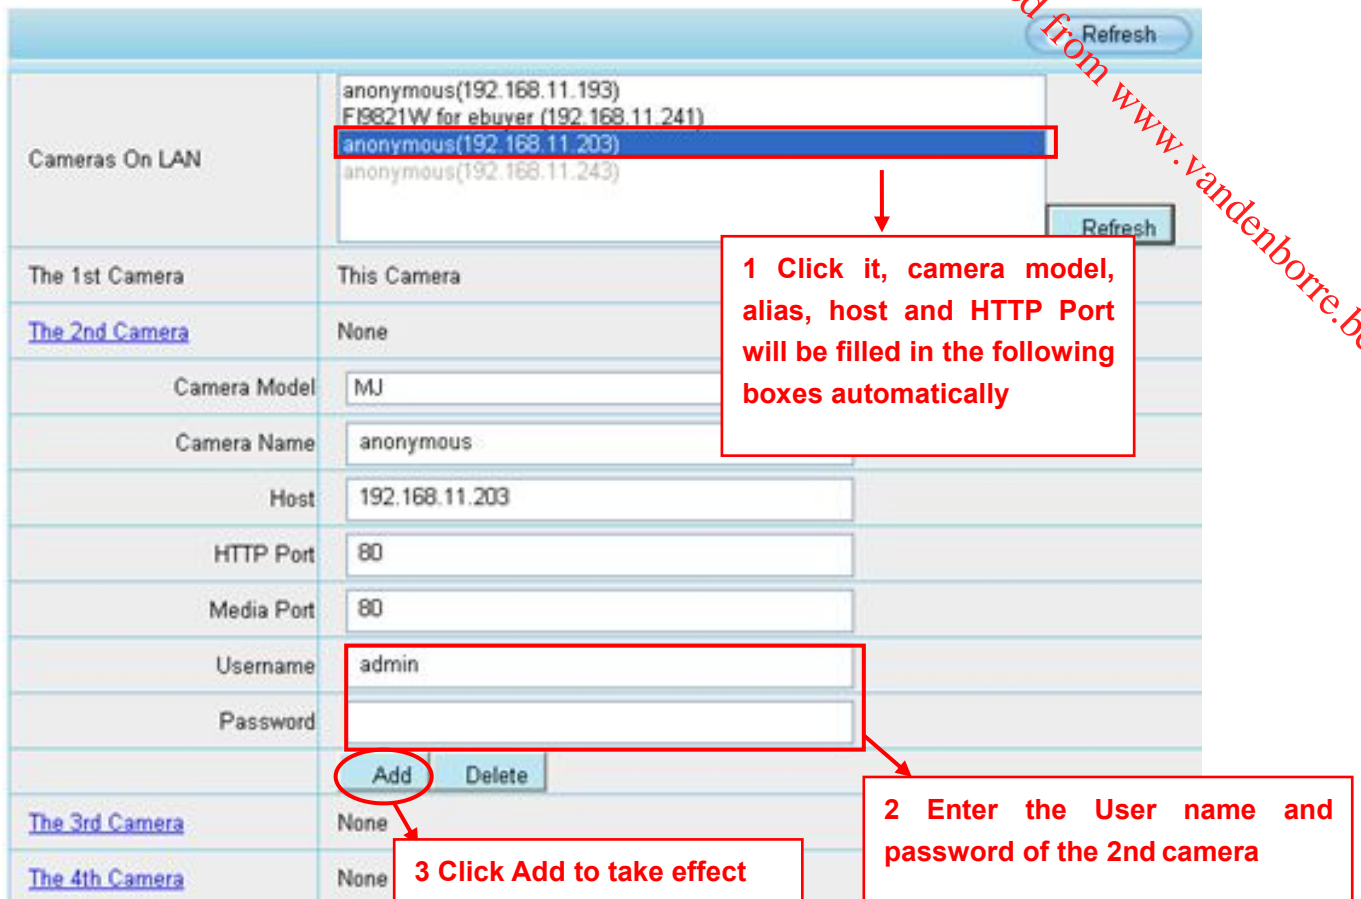 Refresh
ed from www.vandenborre.be
Cameras On LAN
anonymous(192.168.11.193)
FI9821W for ebuyer (192.168.11.241)
anonymous(192.168.11.203)
anonymous(192.168.11.243)
Refresh
1 Click it, camera model,
alias, host and HTTP Port
will be filled in the following
boxes automatically
The 1st Camera This Camera
The 2nd Camera None
Camera Model MJ
Camera Name anonymous
Host 192.168.11.203
HTTP Port 80
Media Port 80
Username admin
Password
Add Delete
2 Enter the User name and
password of the 2nd camera
The 3rd Camera None
3 Click Add to take effect
The 4th Camera None